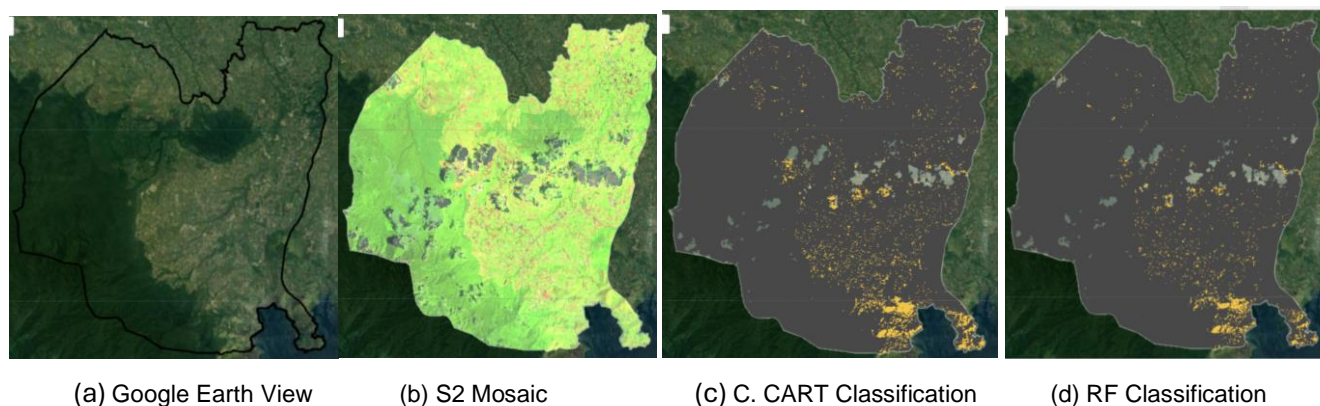 (a) Google Earth View
(b) S2 Mosaic
(c) C. CART Classification
(d) RF Classification